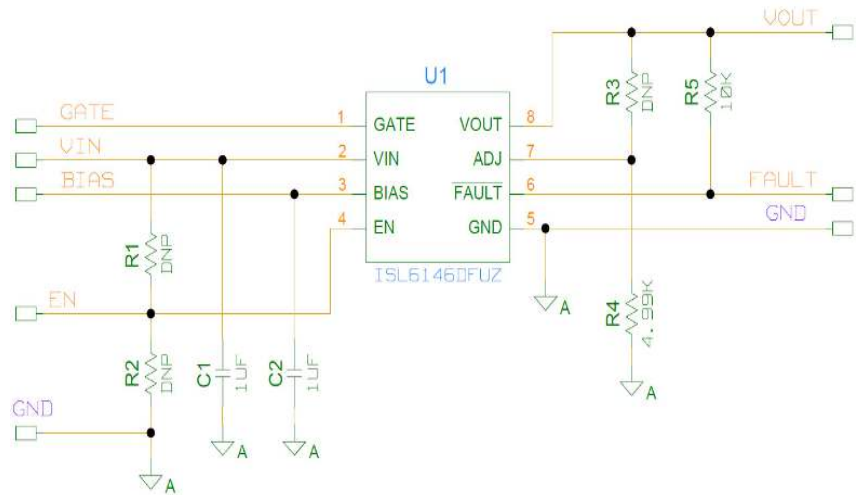 VOUT
U1
R3
DNP
R5
10K
GATE
1
GATE
VOUT
8
VIN
2
VIN
ADJ
7
BIAS
3
BIAS
FAULT
6
FAULT
4
EN
GND
5
GND
ISL6146DFUZ
R1
DNP
EN
A
R4
4.99K
R2
DNP
C1
1UF
C2
1UF
A
GND
A
A
A